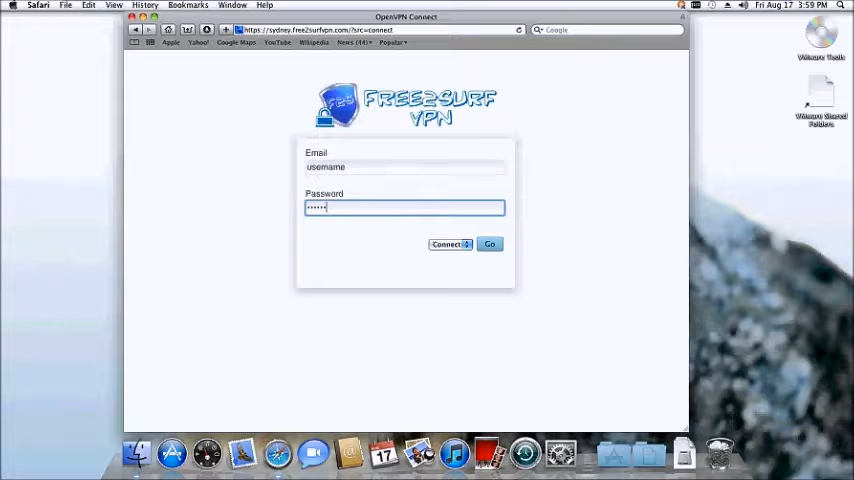 Safari File Edit View History Bookmarks Window Help Fri Aug 17 3:59 PM
OpenVPN Connect
https://sydney.free2surfvpn.com/?src=connect Google
Apple Yahoo! Google Maps YouTube Wikipedia News (44) Popular
VMware Tools
VMware Shared
Folders
F2S FREE2SURF
VPN
Email
username
Password
••••••
Connect Go
17